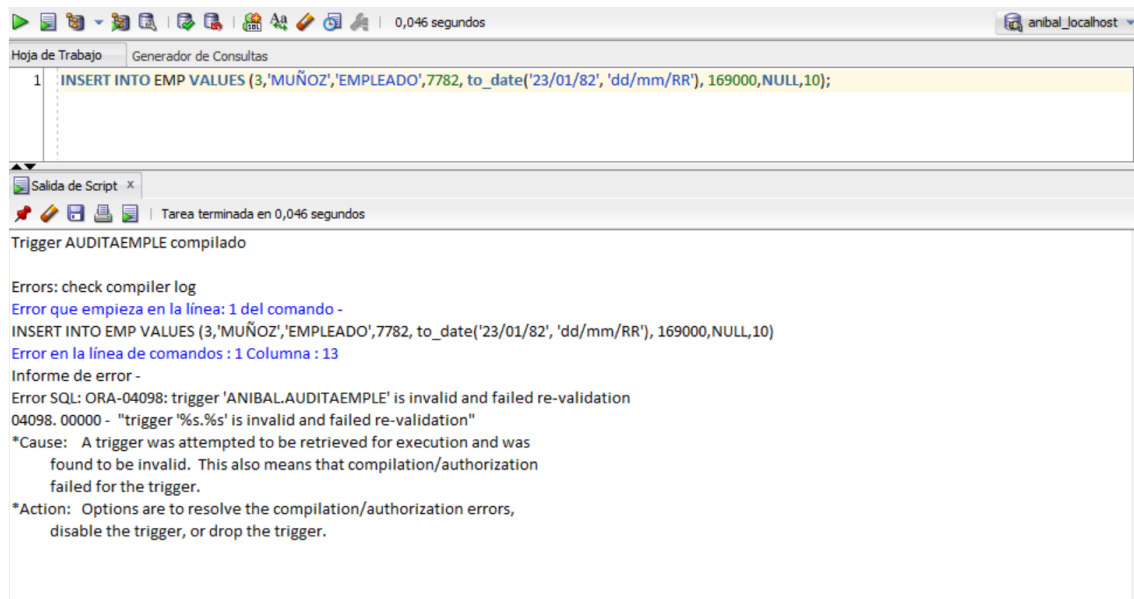 0,046 segundos
anibal_localhost
Hoja de Trabajo
Generador de Consultas
1
INSERT INTO EMP VALUES (3,'MUÑOZ','EMPLEADO',7782, to_date('23/01/82', 'dd/mm/RR'), 169000,NULL,10);
Salida de Script x
Tarea terminada en 0,046 segundos
Trigger AUDITAEMPLE compilado
Errors: check compiler log
Error que empieza en la línea: 1 del comando -
INSERT INTO EMP VALUES (3,'MUÑOZ','EMPLEADO',7782, to_date('23/01/82', 'dd/mm/RR'), 169000,NULL,10)
Error en la línea de comandos : 1 Columna : 13
Informe de error -
Error SQL: ORA-04098: trigger 'ANIBAL.AUDITAEMPLE' is invalid and failed re-validation
04098. 00000 -  "trigger '%s.%s' is invalid and failed re-validation"
*Cause:    A trigger was attempted to be retrieved for execution and was
found to be invalid.  This also means that compilation/authorization
failed for the trigger.
*Action:   Options are to resolve the compilation/authorization errors,
disable the trigger, or drop the trigger.